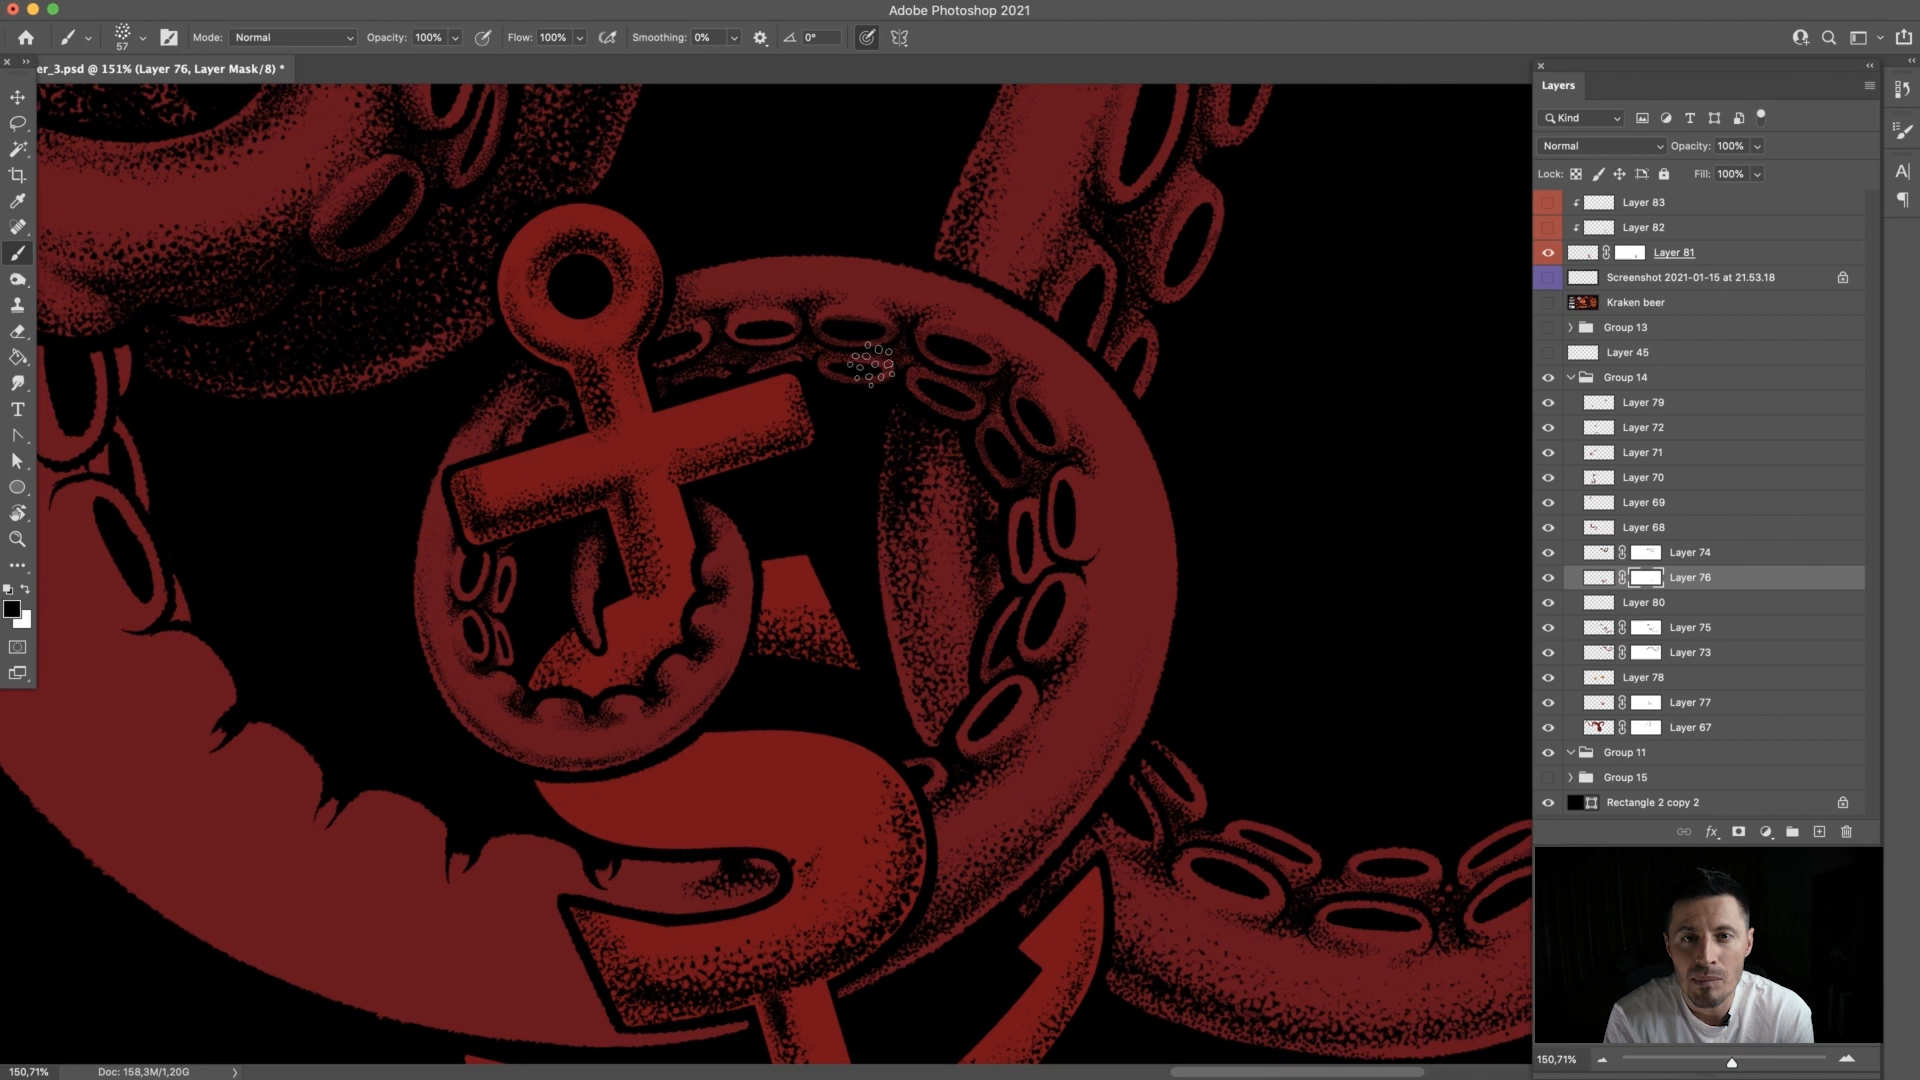 Adobe Photoshop 2021
57
Mode: Normal
Opacity: 100%
Flow: 100%
Smoothing: 0%
0°
er_3.psd @ 151% (Layer 76, Layer Mask/8) *
Layers
Kind
Normal
Opacity: 100%
Lock:
Fill: 100%
Layer 83
Layer 82
Layer 81
Screenshot 2021-01-15 at 21.53.18
Kraken beer
Group 13
Layer 45
Group 14
Layer 79
Layer 72
Layer 71
Layer 70
Layer 69
Layer 68
Layer 74
Layer 76
Layer 80
Layer 75
Layer 73
Layer 78
Layer 77
Layer 67
Group 11
Group 15
Rectangle 2 copy 2
fx
150,71%
150,71%
Doc: 158,3M/1,20G